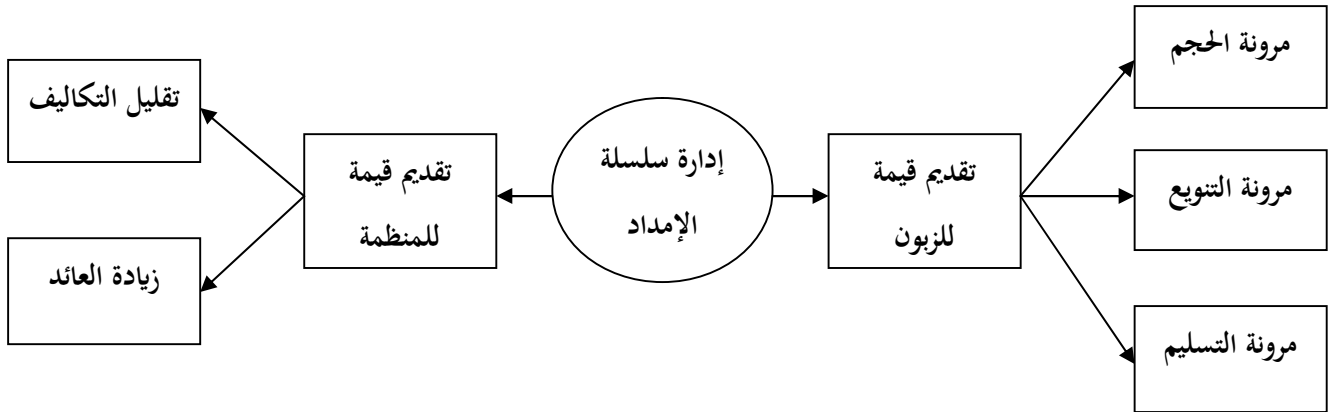 مرونة الحجم
مرونة التنويع
مرونة التسليم
تقديم قيمة
للزبون
إدارة سلسلة
الإمداد
تقديم قيمة
للمنظمة
تقليل التكاليف
زيادة العائد